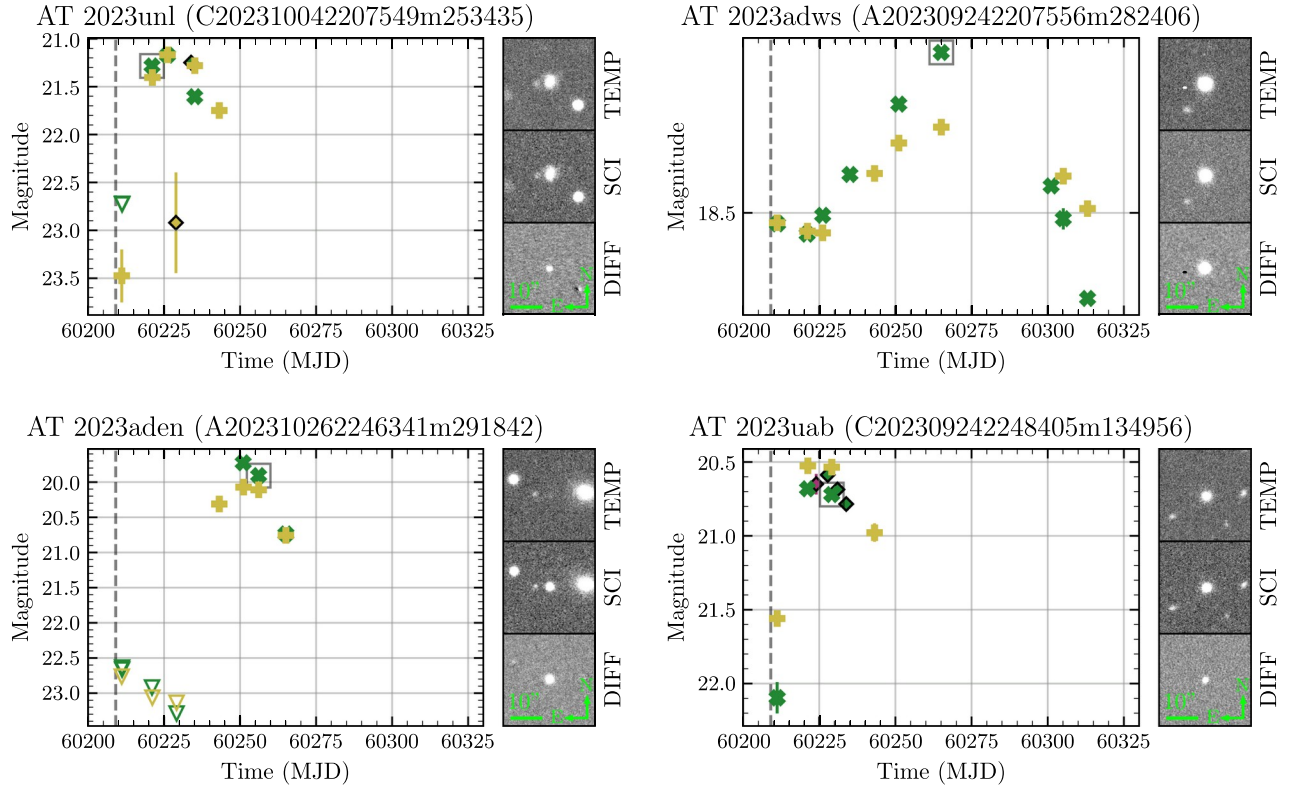 AT 2023unl (C202310042207549m253435)
21.0
21.5
22.0
22.5
23.0
23.5
Magnitude
60200 60225 60250 60275 60300 60325
Time (MJD)
TEMP
SCI
DIFF
10"
E
N
AT 2023adws (A202309242207556m282406)
18.5
Magnitude
60200 60225 60250 60275 60300 60325
Time (MJD)
TEMP
SCI
DIFF
10"
E
N
AT 2023aden (A202310262246341m291842)
20.0
20.5
21.0
21.5
22.0
22.5
23.0
Magnitude
60200 60225 60250 60275 60300 60325
Time (MJD)
TEMP
SCI
DIFF
10"
E
N
AT 2023uab (C202309242248405m134956)
20.5
21.0
21.5
22.0
Magnitude
60200 60225 60250 60275 60300 60325
Time (MJD)
TEMP
SCI
DIFF
10"
E
N